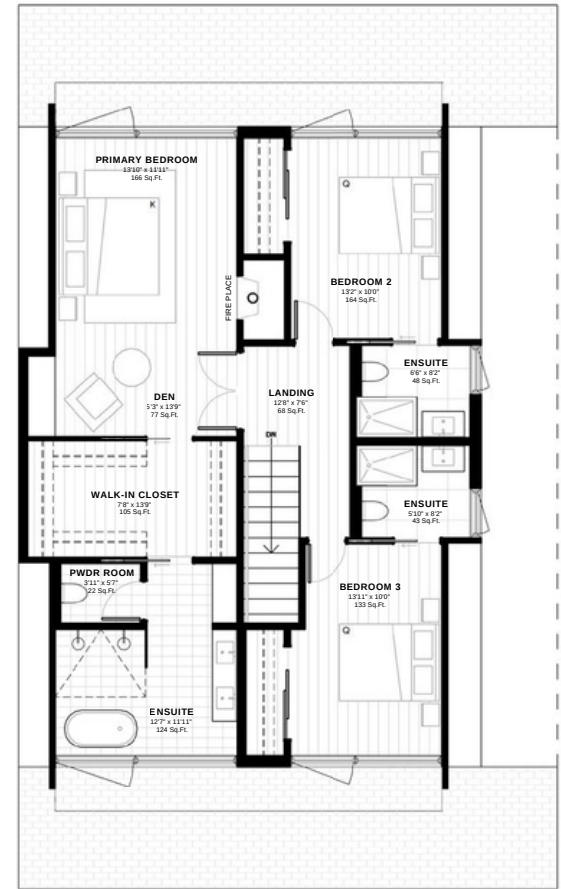 PRIMARY BEDROOM
13'10" x 11'11"
166 Sq.Ft.
K
Q
BEDROOM 2
13'2" x 10'0"
164 Sq.Ft.
FIRE PLACE
ENSUITE
6'6" x 8'2"
48 Sq.Ft.
DEN
5'3" x 13'9"
77 Sq.Ft.
LANDING
12'8" x 7'6"
68 Sq.Ft.
DN
WALK-IN CLOSET
7'8" x 13'9"
105 Sq.Ft.
ENSUITE
5'10" x 8'2"
43 Sq.Ft.
PWDR ROOM
3'11" x 5'7"
22 Sq.Ft.
BEDROOM 3
13'11" x 10'0"
133 Sq.Ft.
Q
ENSUITE
12'7" x 11'11"
124 Sq.Ft.